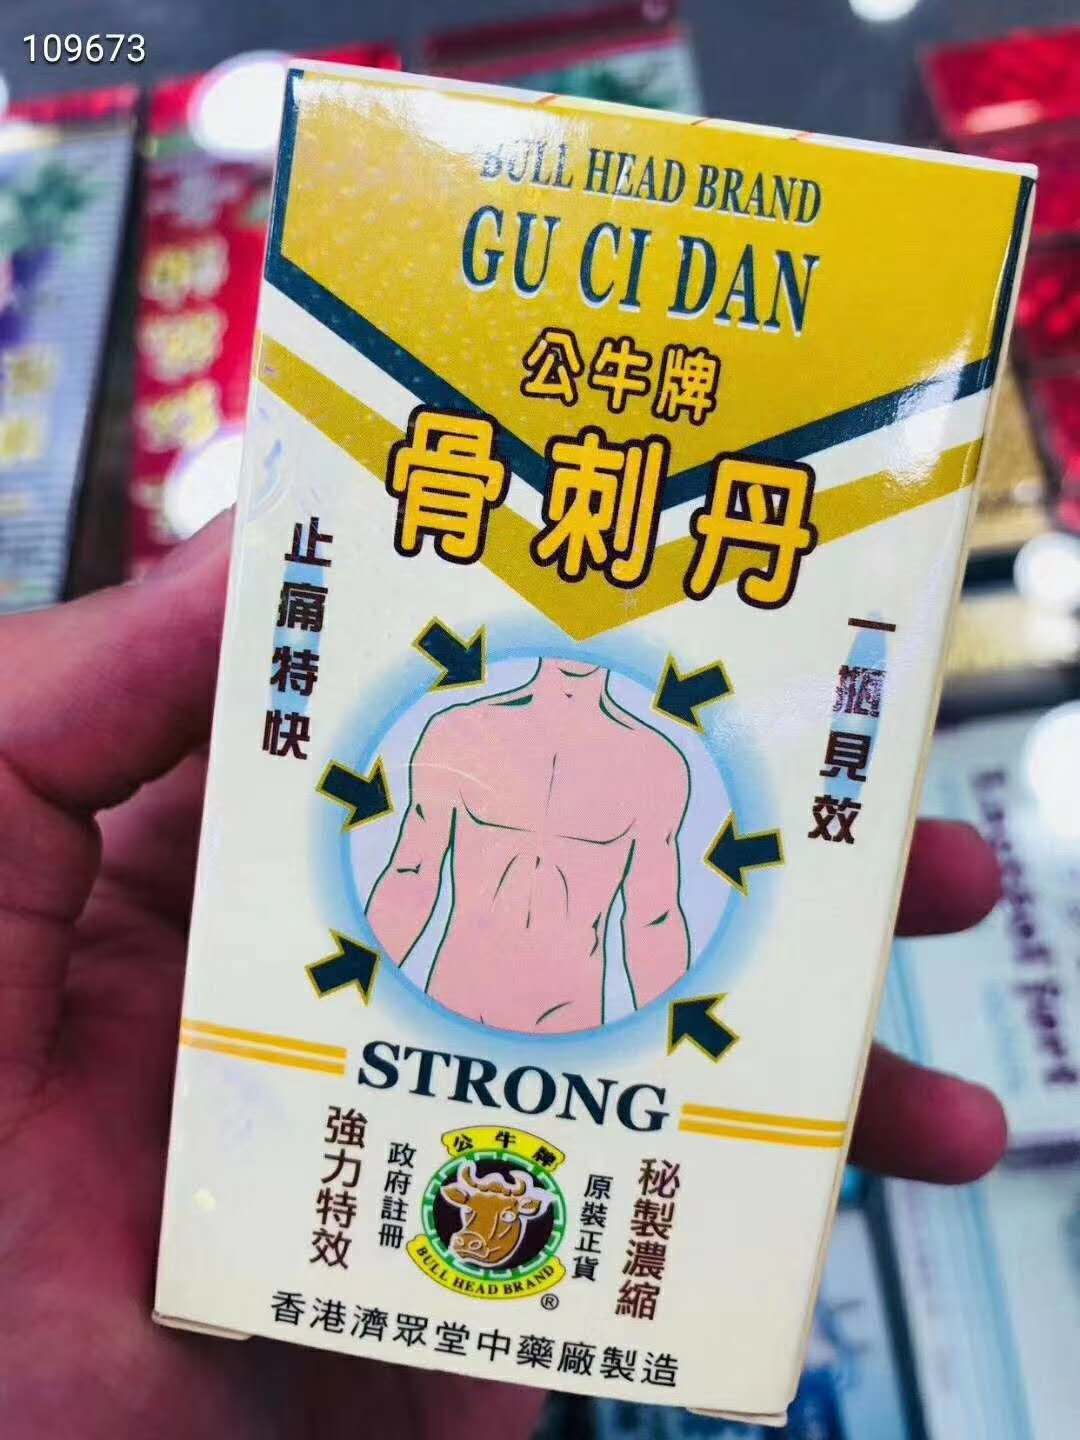 109673
BULL HEAD BRAND
GU CI DAN
公牛牌
骨刺丹
止痛特快
一瓶見效
STRONG
強力特效
政府註冊
公牛牌
BULL HEAD BRAND
®
原裝正貨
秘製濃縮
香港濟眾堂中藥廠製造